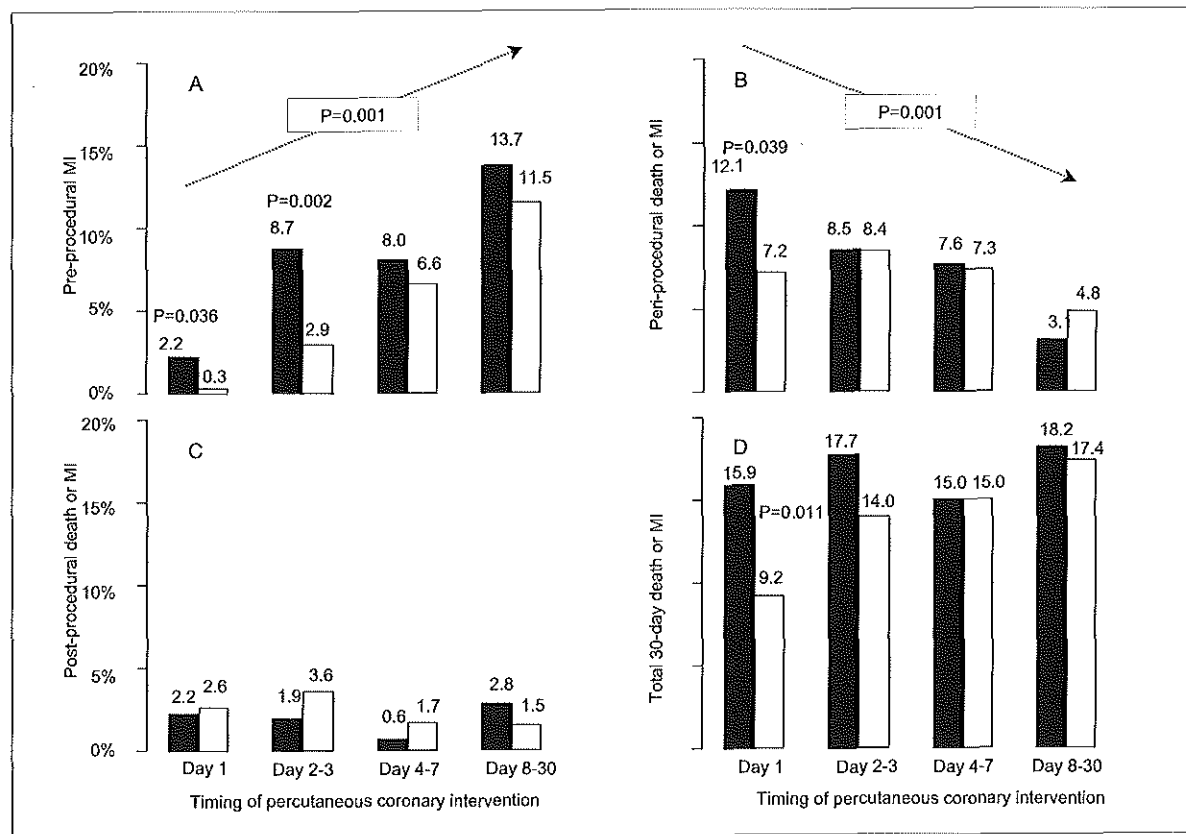 20%
A
P=0.001
15%
13.7
11.5
P=0.002
10%
8.7
8.0
6.6
5%
P=0.036
2.9
2.2
0.3
0%
Pre-procedural MI
B
P=0.001
P=0.039
12.1
7.2
8.5
8.4
7.6
7.3
4.8
Peri-procedural death or MI
20%
C
15%
10%
5%
2.2
2.6
1.9
3.6
0.6
1.7
2.8
1.5
0%
Post-procedural death or MI
Day 1
Day 2-3
Day 4-7
Day 8-30
Timing of percutaneous coronary intervention
D
15.9
P=0.011
9.2
17.7
14.0
15.0
15.0
18.2
17.4
Total 30-day death or MI
Day 1
Day 2-3
Day 4-7
Day 8-30
Timing of percutaneous coronary intervention